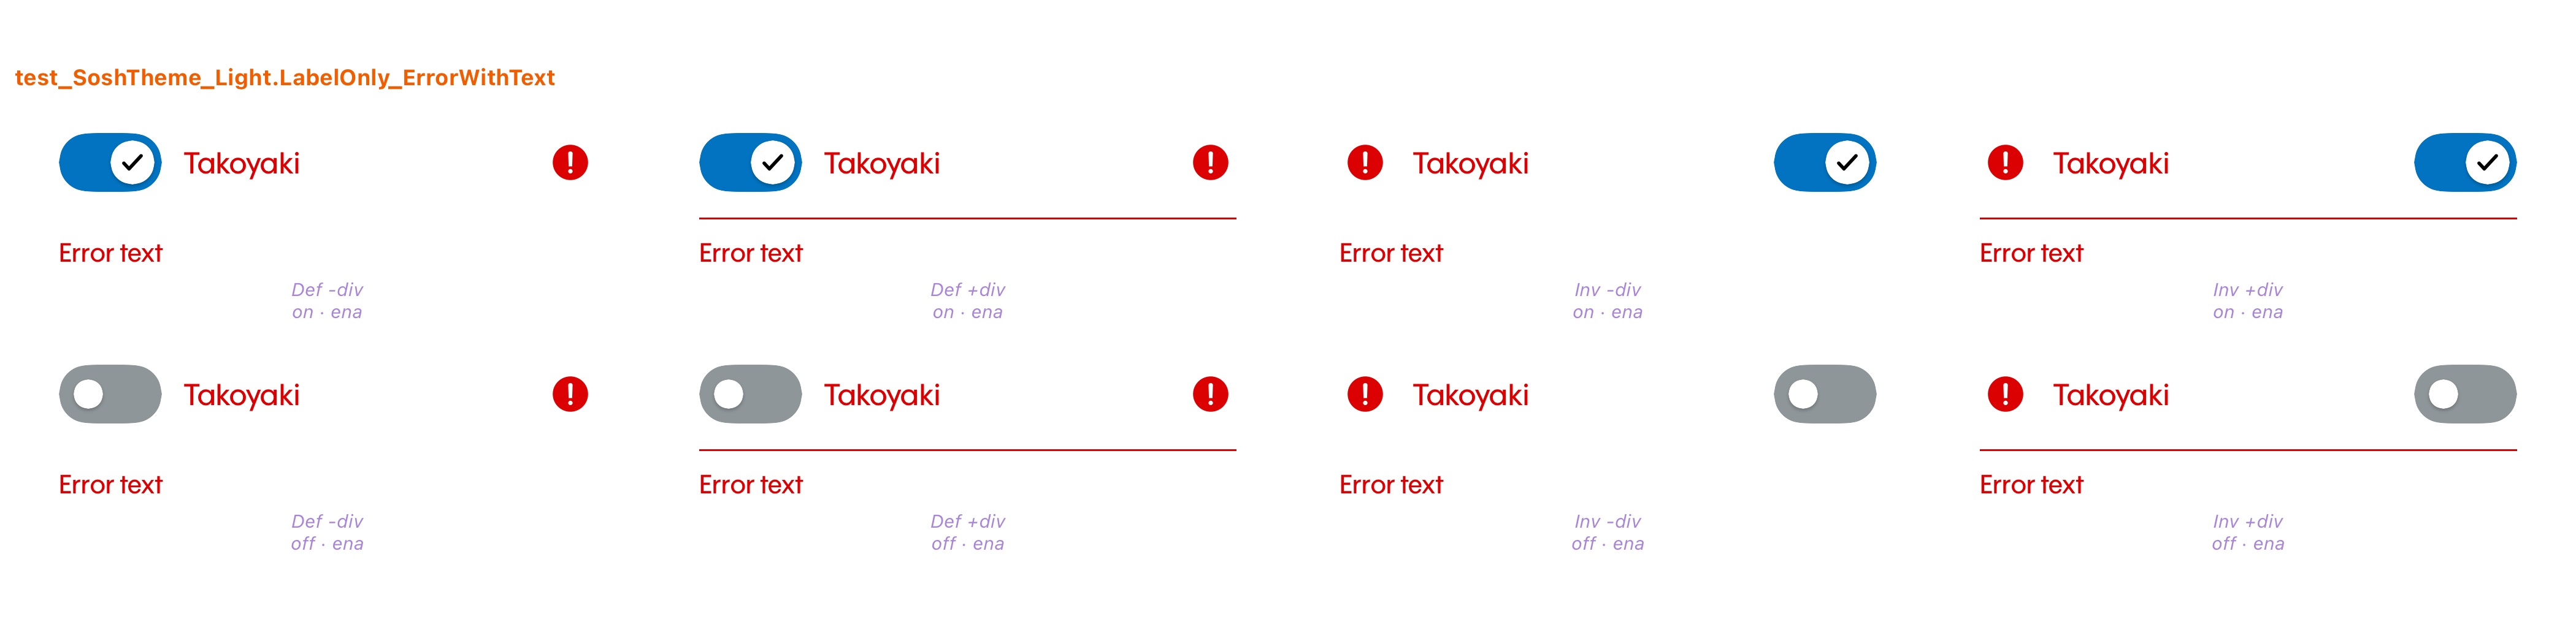 test_SoshTheme_Light.LabelOnly_ErrorWithText
Takoyaki
Takoyaki
Takoyaki
Takoyaki
Error text
Error text
Error text
Error text
Def -div
on · ena
Def +div
on · ena
Inv -div
on · ena
Inv +div
on · ena
Takoyaki
Takoyaki
Takoyaki
Takoyaki
Error text
Error text
Error text
Error text
Def -div
off · ena
Def +div
off · ena
Inv -div
off · ena
Inv +div
off · ena